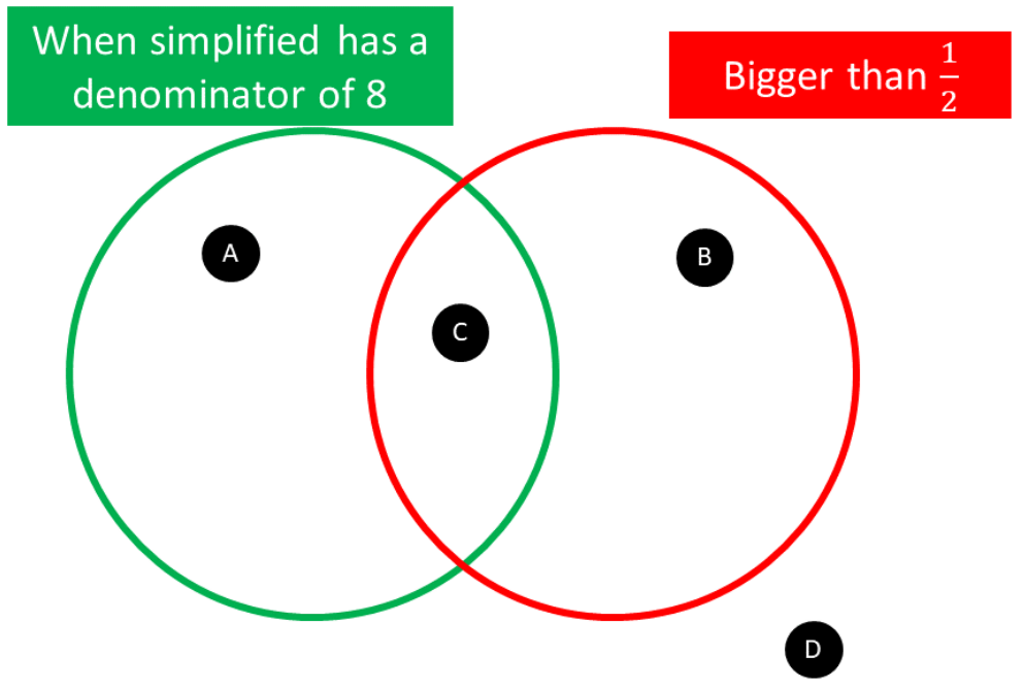 When simplified has a
denominator of 8
Bigger than 1/2
A
B
C
D